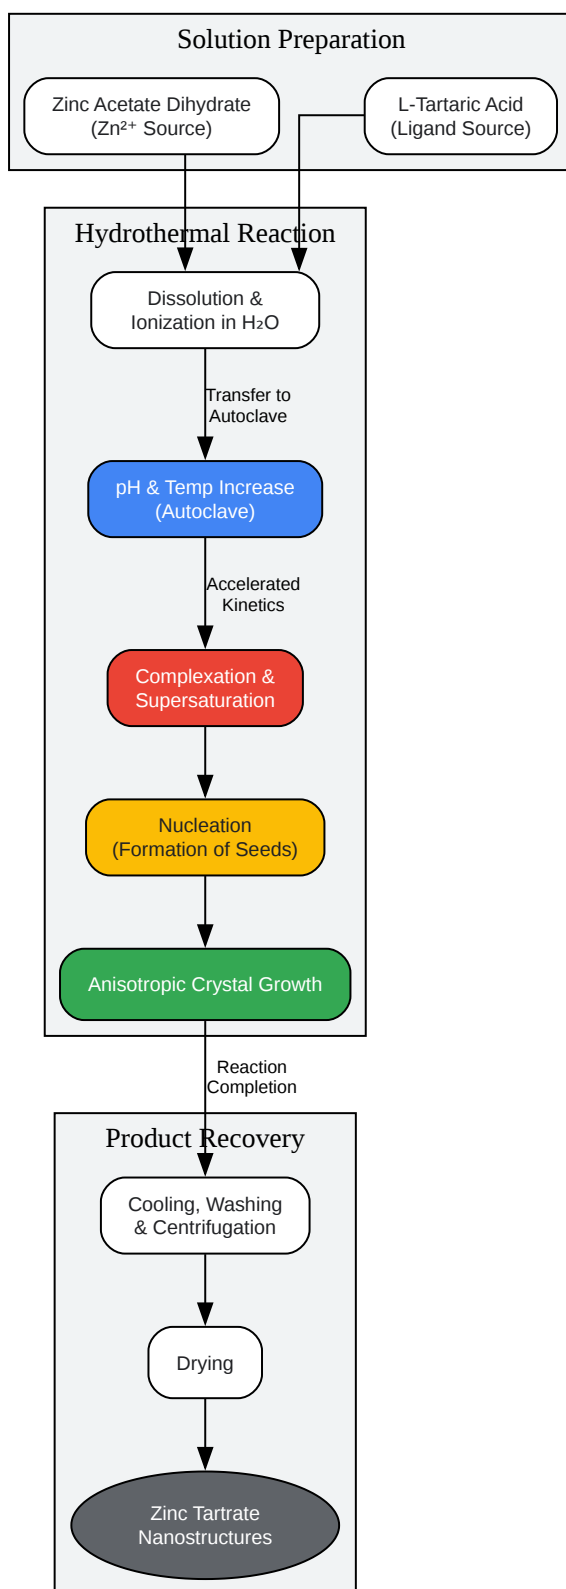 Solution Preparation
Zinc Acetate Dihydrate
(Zn²⁺ Source)
L-Tartaric Acid
(Ligand Source)
Hydrothermal Reaction
Dissolution &
Ionization in H₂O
Transfer to
Autoclave
pH & Temp Increase
(Autoclave)
Accelerated
Kinetics
Complexation &
Supersaturation
Nucleation
(Formation of Seeds)
Anisotropic Crystal Growth
Reaction
Completion
Product Recovery
Cooling, Washing
& Centrifugation
Drying
Zinc Tartrate
Nanostructures